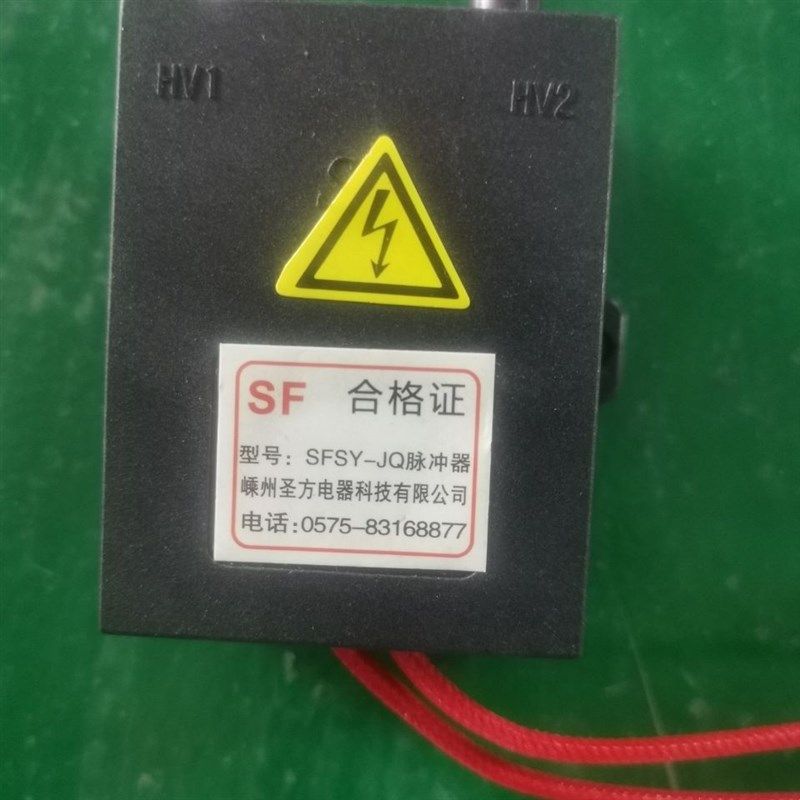 HV1 HV2
SF 合格证
型号: SFSY-JQ脉冲器
嵊州圣方电器科技有限公司
电话:0575-83168877